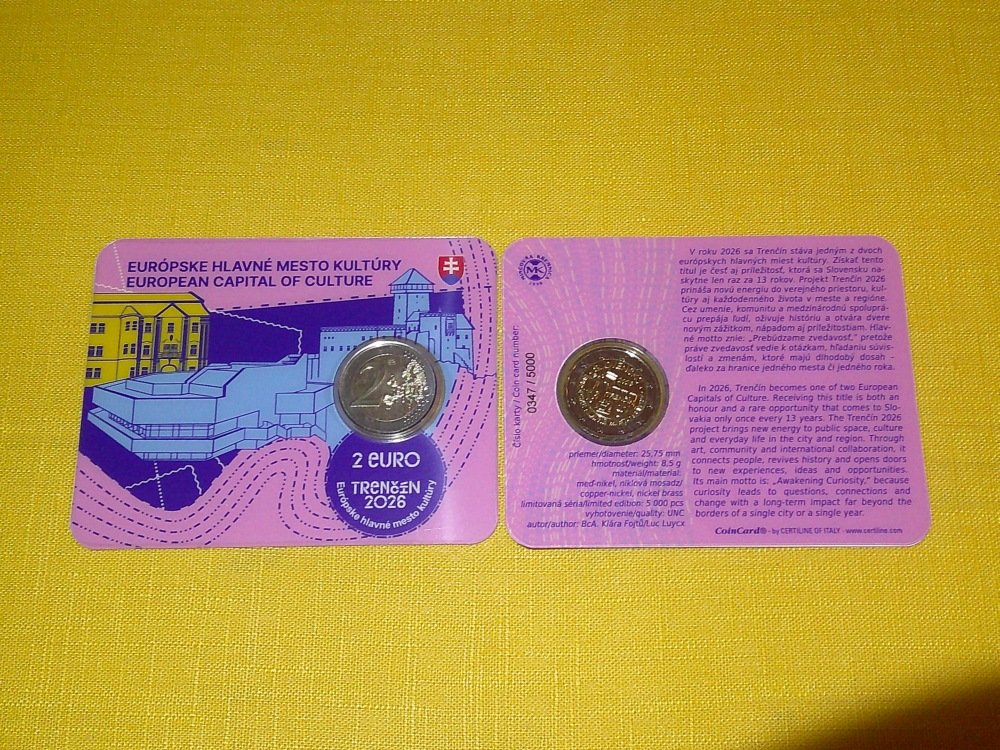 EURÓPSKE HLAVNÉ MESTO KULTÚRY
EUROPEAN CAPITAL OF CULTURE
2
2 EURO
TRENČÍN
2026
Európske hlavné mesto kultúry
MINCOVŇA KREMNICA
MK
Číslo karty / Coin card number:
0347 / 5000
priemer/diameter: 25,75 mm
hmotnosť/weight: 8,5 g
materiál/material:
meď-nikel, niklová mosadz/
copper-nickel, nickel brass
limitovaná séria/limited edition: 5 000 pcs
vyhotovenie/quality: UNC
autor/author: BcA. Klára Fojtů/Luc Luycx
V roku 2026 sa Trenčín stáva jedným z dvoch
európskych hlavných miest kultúry. Získať tento
titul je česť aj príležitosť, ktorá sa Slovensku na-
skytne len raz za 13 rokov. Projekt Trenčín 2026
prináša novú energiu do verejného priestoru, kul-
túry aj každodenného života v meste a regióne.
Cez umenie, komunitu a medzinárodnú spoluprá-
cu prepája ľudí, oživuje históriu a otvára dvere
novým zážitkom, nápadom aj príležitostiam. Hlav-
né motto znie: „Prebúdzame zvedavosť,“ pretože
práve zvedavosť vedie k otázkam, hľadaniu súvis-
lostí a zmenám, ktoré majú dlhodobý dosah –
ďaleko za hranice jedného mesta či jedného roka.
In 2026, Trenčín becomes one of two European
Capitals of Culture. Receiving this title is both an
honour and a rare opportunity that comes to Slo-
vakia only once every 13 years. The Trenčín 2026
project brings new energy to public space, culture
and everyday life in the city and region. Through
art, community and international collaboration, it
connects people, revives history and opens doors
to new experiences, ideas and opportunities.
Its main motto is: „Awakening Curiosity,“ because
curiosity leads to questions, connections and
change with a long-term impact far beyond the
borders of a single city or a single year.
CoinCard® - by CERTILINE OF ITALY - www.certiline.com